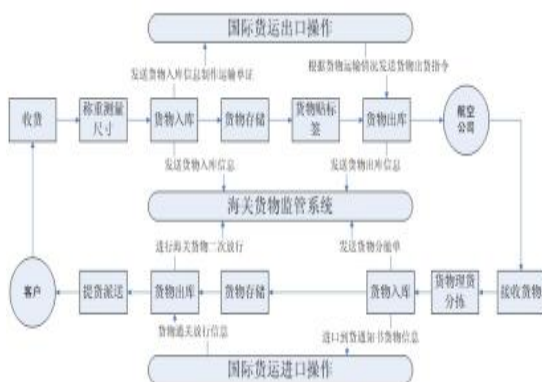 国际货运出口操作
发送货物入库信息制作运输单证
根据货物运输情况发送货物出货指令
收货
称重测量
尺寸
货物入库
货物存储
货物贴标
签
货物出库
航空
公司
发送货物入库信息
发送货物出库信息
海关货物监管系统
进行海关货物二次放行
发送货物分舱单
客户
提货派送
货物出库
货物存储
货物入库
货物理货
分拣
接收货物
货物通关放行信息
进口到货通知书货物信息
国际货运进口操作